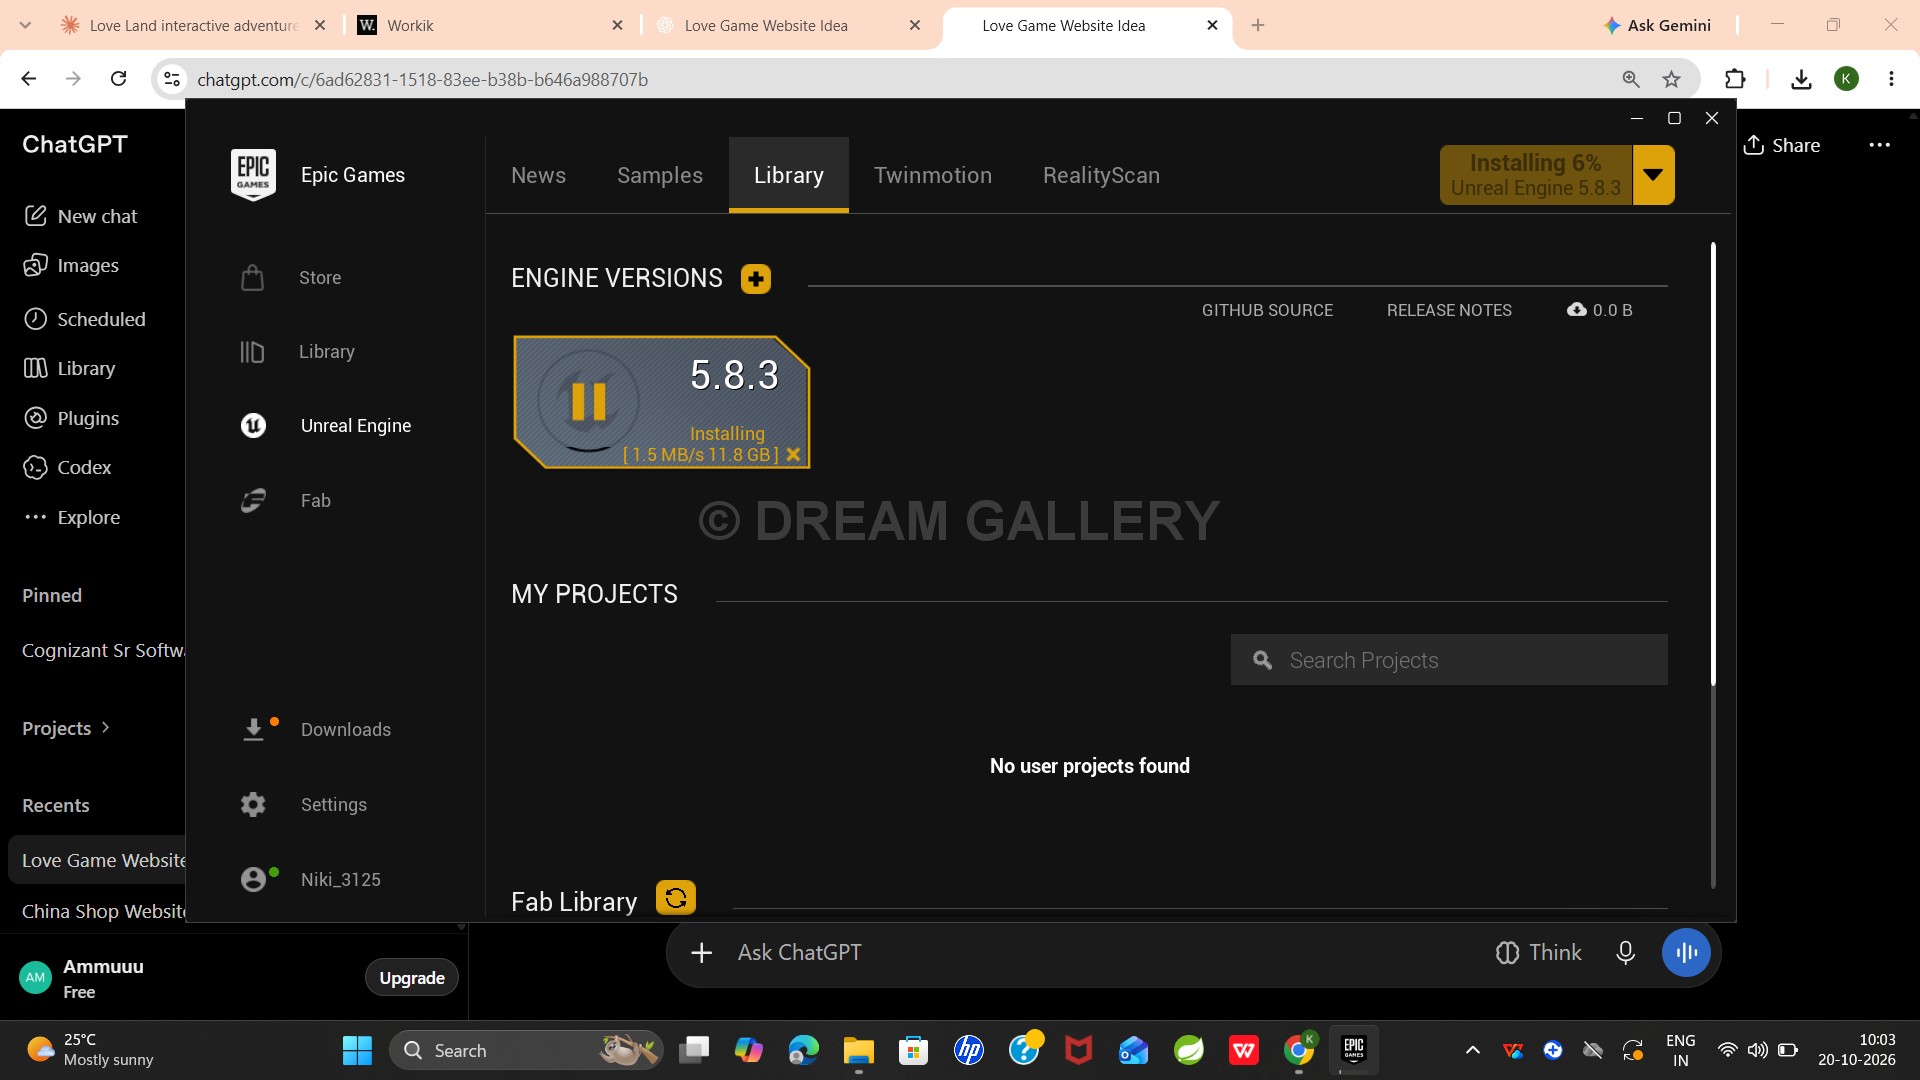 Love Land interactive adventure
Workik
Love Game Website Idea
Love Game Website Idea
Ask Gemini
chatgpt.com/c/6ad62831-1518-83ee-b38b-b646a988707b
K
ChatGPT
Share
New chat
Images
Scheduled
Library
Plugins
Codex
Explore
Pinned
Cognizant Sr Softwa
Projects
Recents
Love Game Website
China Shop Website
AM
Ammuuu
Free
Upgrade
EPIC
GAMES
Epic Games
Store
Library
Unreal Engine
Fab
Downloads
Settings
Niki_3125
News
Samples
Library
Twinmotion
RealityScan
Installing 6%
Unreal Engine 5.8.3
ENGINE VERSIONS
GITHUB SOURCE
RELEASE NOTES
0.0 B
5.8.3
Installing
[ 1.5 MB/s 11.8 GB ]
© DREAM GALLERY
MY PROJECTS
Search Projects
No user projects found
Fab Library
Ask ChatGPT
Think
25°C
Mostly sunny
Search
ENG
IN
10:03
20-10-2026